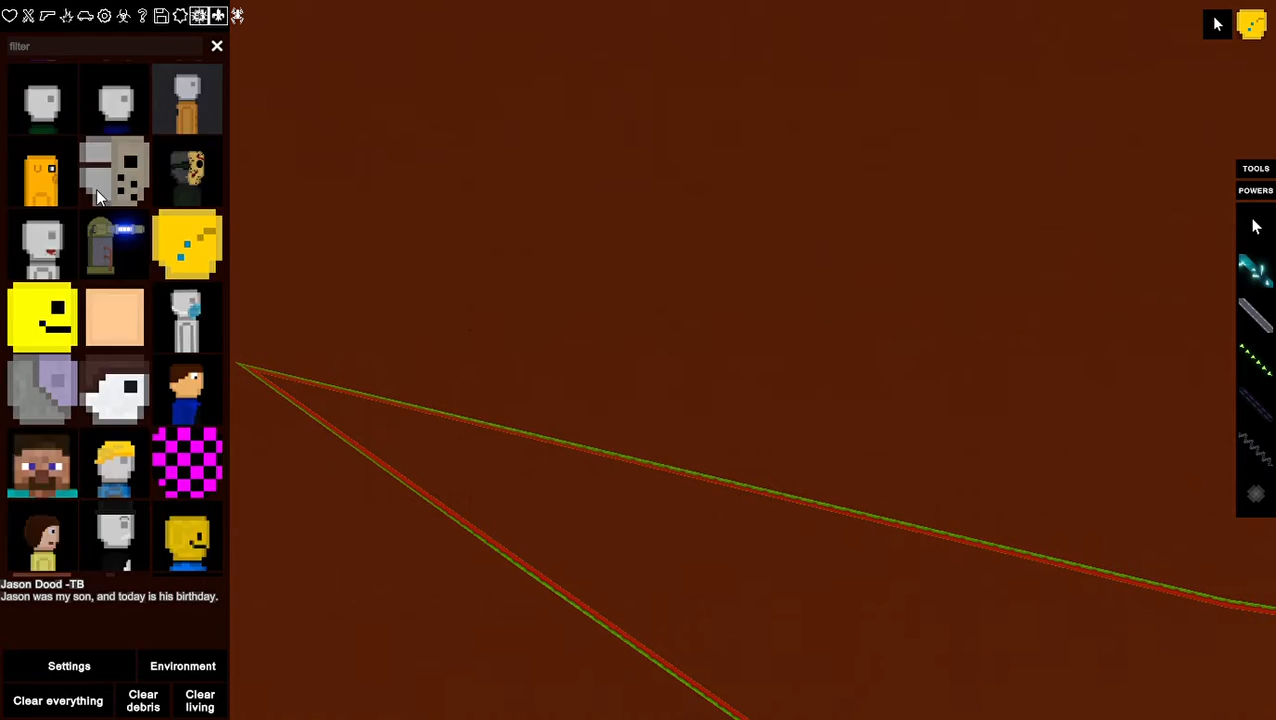 filter
TOOLS
POWERS
Jason Dood -TB
Jason was my son, and today is his birthday.
Settings
Environment
Clear everything
Clear debris
Clear living